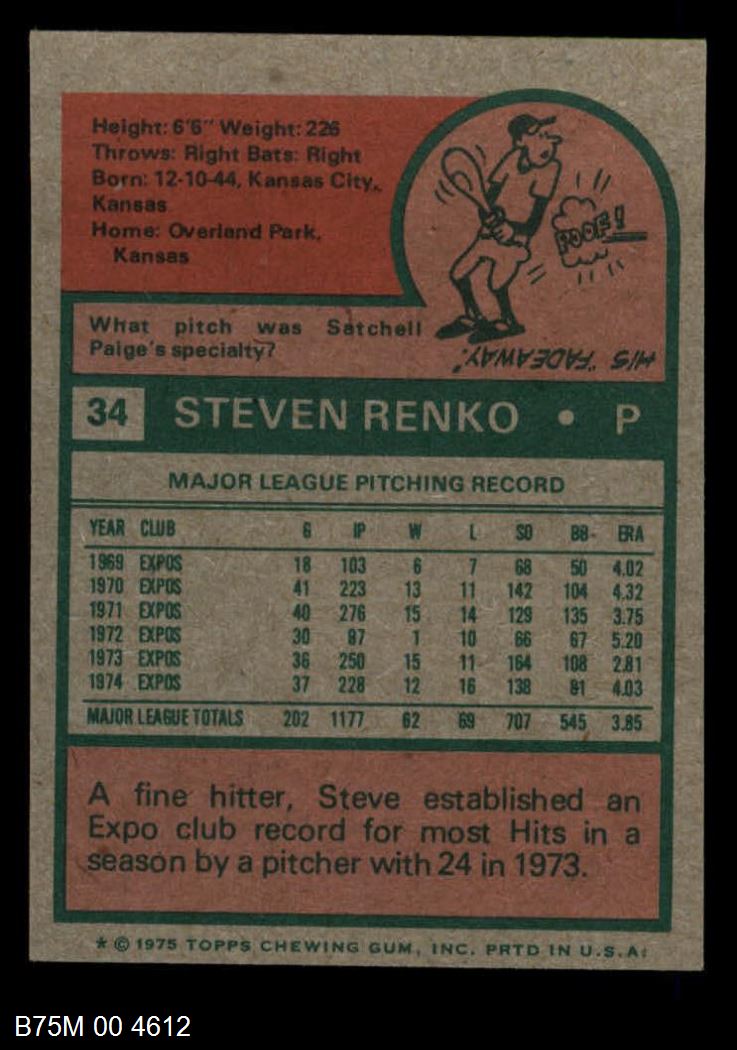 Height: 6'6" Weight: 226
Throws: Right Bats: Right
Born: 12-10-44, Kansas City,
Kansas
Home: Overland Park,
Kansas
POOF!
What pitch was Satchell
Paige's specialty?
HIS "FADEAWAY."
34 STEVEN RENKO • P
MAJOR LEAGUE PITCHING RECORD
YEAR CLUB G IP W L SO BB ERA
1969 EXPOS 18 103 6 7 68 50 4.02
1970 EXPOS 41 223 13 11 142 104 4.32
1971 EXPOS 40 276 15 14 129 135 3.75
1972 EXPOS 30 97 1 10 66 67 5.20
1973 EXPOS 36 250 15 11 164 108 2.81
1974 EXPOS 37 228 12 16 138 81 4.03
MAJOR LEAGUE TOTALS 202 1177 62 69 707 545 3.85
A fine hitter, Steve established an
Expo club record for most Hits in a
season by a pitcher with 24 in 1973.
* © 1975 TOPPS CHEWING GUM, INC. PRTD IN U.S.A.
B75M 00 4612